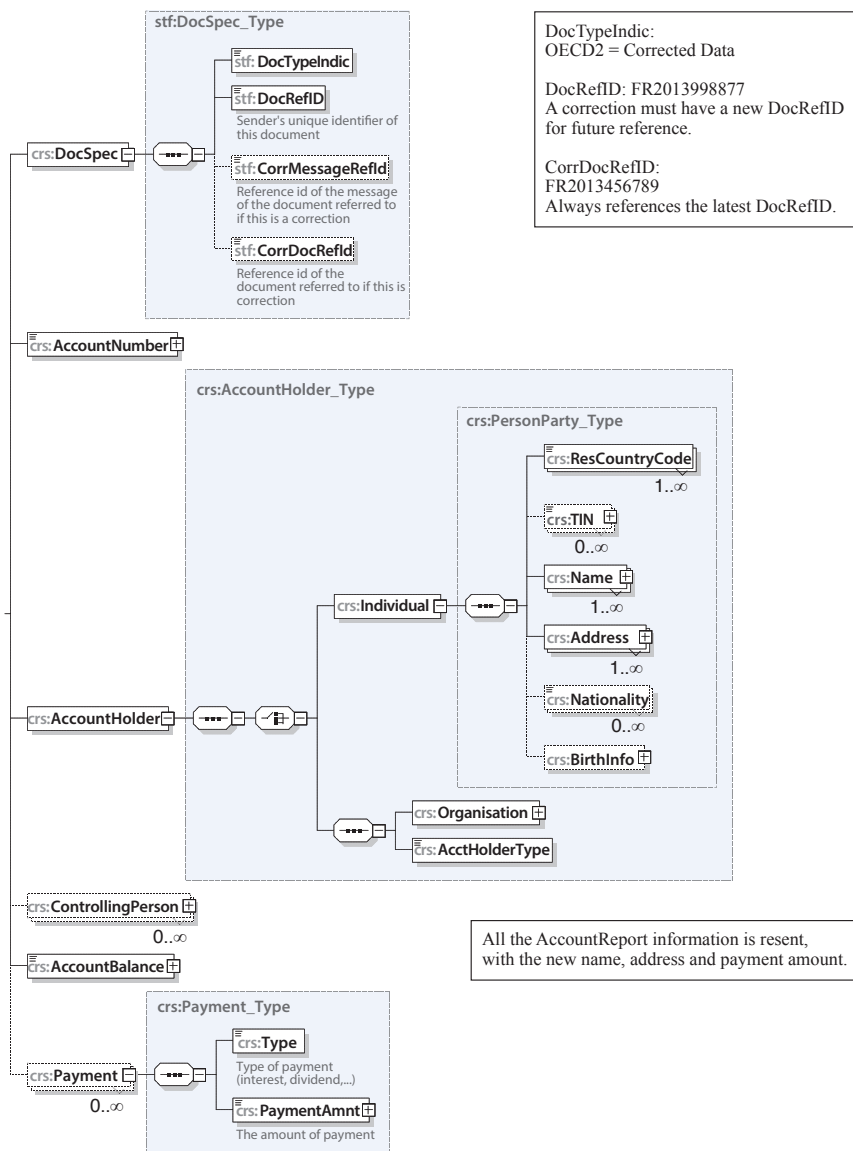 stf:DocSpec_Type
stf:DocTypeIndic
stf:DocRefID
Sender's unique identifier of
this document
crs:DocSpec
stf:CorrMessageRefId
Reference id of the message
of the document referred to
if this is a correction
stf:CorrDocRefId
Reference id of the
document referred to if this is
correction
DocTypeIndic:
OECD2 = Corrected Data
DocRefID: FR2013998877
A correction must have a new DocRefID
for future reference.
CorrDocRefID:
FR2013456789
Always references the latest DocRefID.
crs:AccountNumber
crs:AccountHolder_Type
crs:PersonParty_Type
crs:ResCountryCode
1..∞
crs:TIN
0..∞
crs:Name
1..∞
crs:Individual
crs:Address
1..∞
crs:Nationality
0..∞
crs:BirthInfo
crs:AccountHolder
crs:Organisation
crs:AcctHolderType
crs:ControllingPerson
0..∞
crs:AccountBalance
All the AccountReport information is resent,
with the new name, address and payment amount.
crs:Payment_Type
crs:Type
Type of payment
(interest, dividend,...)
crs:Payment
0..∞
crs:PaymentAmnt
The amount of payment